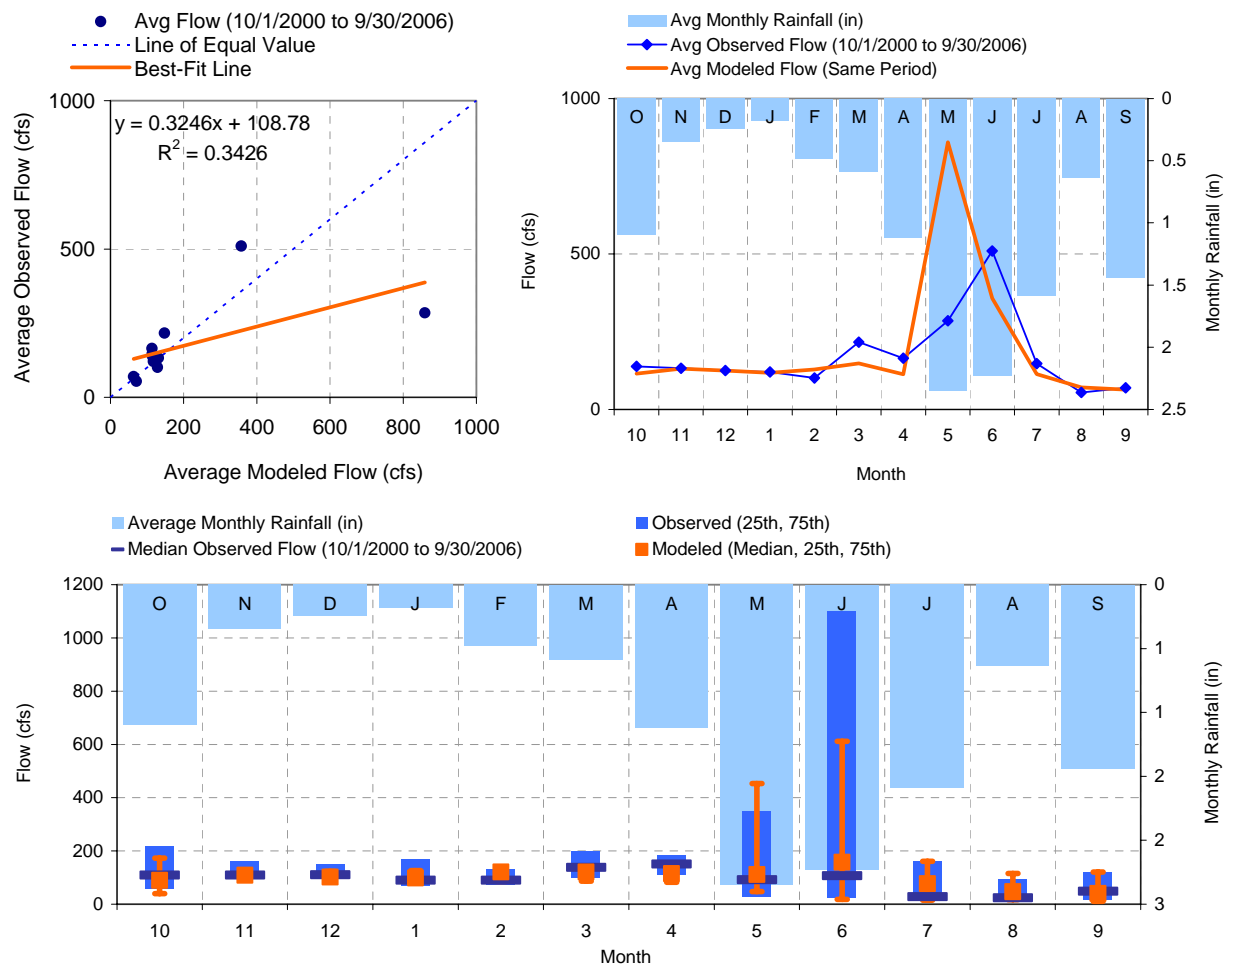 Avg Flow (10/1/2000 to 9/30/2006)
Line of Equal Value
Best-Fit Line
y = 0.3246x + 108.78
R2 = 0.3426
1000
500
0
0 200 400 600 800 1000
Average Observed Flow (cfs)
Average Modeled Flow (cfs)
Avg Monthly Rainfall (in)
Avg Observed Flow (10/1/2000 to 9/30/2006)
Avg Modeled Flow (Same Period)
O N D J F M A M J J A S
1000
500
0
Flow (cfs)
0
0.5
1
1.5
2
2.5
Monthly Rainfall (in)
10 11 12 1 2 3 4 5 6 7 8 9
Month
Average Monthly Rainfall (in)
Observed (25th, 75th)
Median Observed Flow (10/1/2000 to 9/30/2006)
Modeled (Median, 25th, 75th)
O N D J F M A M J J A S
1200
1000
800
600
400
200
0
Flow (cfs)
0
1
1
2
2
3
Monthly Rainfall (in)
10 11 12 1 2 3 4 5 6 7 8 9
Month